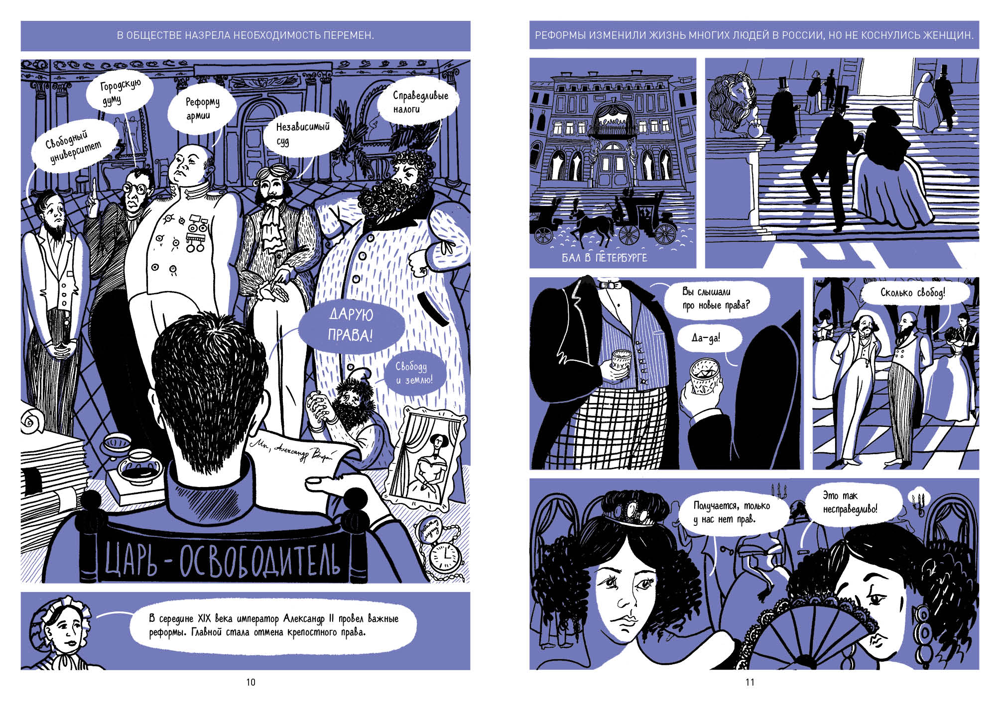 В ОБЩЕСТВЕ НАЗРЕЛА НЕОБХОДИМОСТЬ ПЕРЕМЕН.
Свободный
университет
Городскую
думу
Реформу
армии
Независимый
суд
Справедливые
налоги
ДАРУЮ
ПРАВА!
Свободу
и землю!
Мы, Александр Второй
Любимому
мужу
ЦАРЬ-ОСВОБОДИТЕЛЬ
В середине XIX века император Александр II провел важные
реформы. Главной стала отмена крепостного права.
10
РЕФОРМЫ ИЗМЕНИЛИ ЖИЗНЬ МНОГИХ ЛЮДЕЙ В РОССИИ, НО НЕ КОСНУЛИСЬ ЖЕНЩИН.
БАЛ В ПЕТЕРБУРГЕ
Вы слышали
про новые права?
Да-да!
Сколько свобод!
Получается, только
у нас нет прав.
Это так
несправедливо!
11